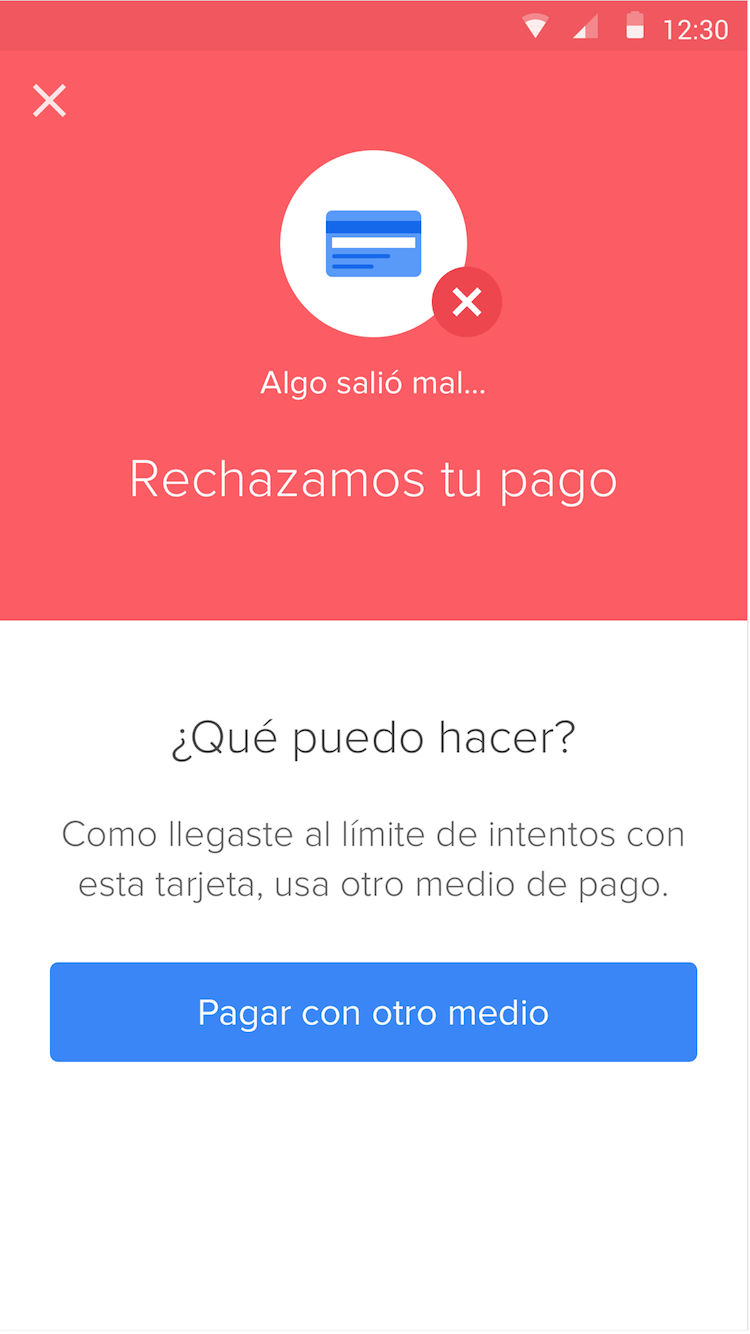 12:30
Algo salió mal...
Rechazamos tu pago
¿Qué puedo hacer?
Como llegaste al límite de intentos con
esta tarjeta, usa otro medio de pago.
Pagar con otro medio